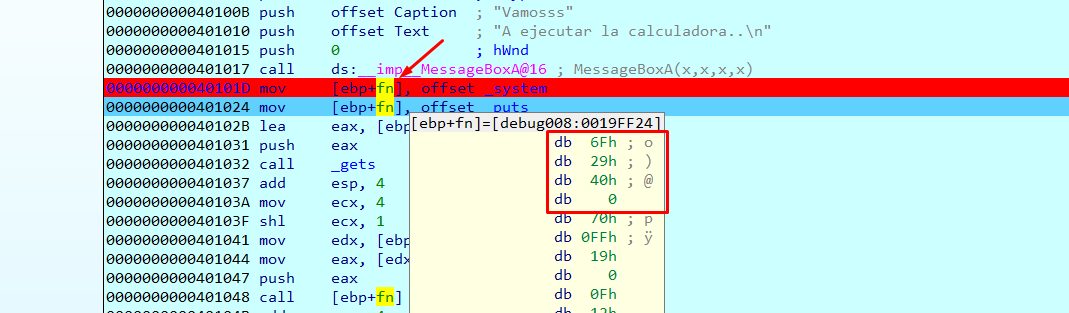 000000000040100B push offset Caption ; "Vamosss"
0000000000401010 push offset Text ; "A ejecutar la calculadora..\n"
0000000000401015 push 0 ; hWnd
0000000000401017 call ds:__imp__MessageBoxA@16 ; MessageBoxA(x,x,x,x)
000000000040101D mov [ebp+fn], offset _system
0000000000401024 mov [ebp+fn], offset _puts
000000000040102B lea eax, [ebp
[ebp+fn]=[debug008:0019FF24]
0000000000401031 push eax
db 6Fh ; o
0000000000401032 call _gets
db 29h ; )
0000000000401037 add esp, 4
db 40h ; @
000000000040103A mov ecx, 4
db 0
000000000040103F shl ecx, 1
db 70h ; p
0000000000401041 mov edx, [ebp
db 0FFh ; ÿ
0000000000401044 mov eax, [edx
db 19h
0000000000401047 push eax
db 0
0000000000401048 call [ebp+fn]
db 0Fh
db 12h